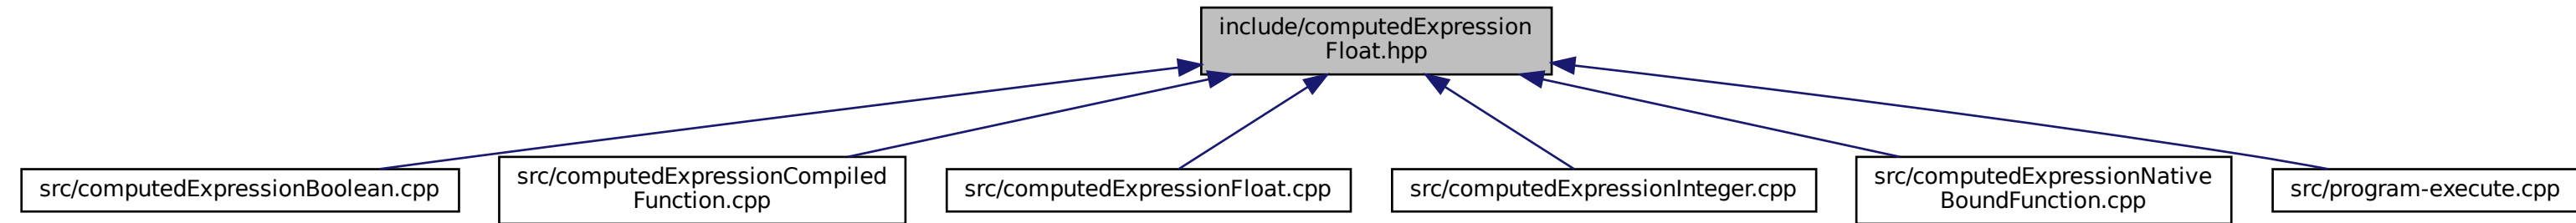 include/computedExpression
Float.hpp
src/computedExpressionBoolean.cpp
src/computedExpressionCompiled
Function.cpp
src/computedExpressionFloat.cpp
src/computedExpressionInteger.cpp
src/computedExpressionNative
BoundFunction.cpp
src/program-execute.cpp